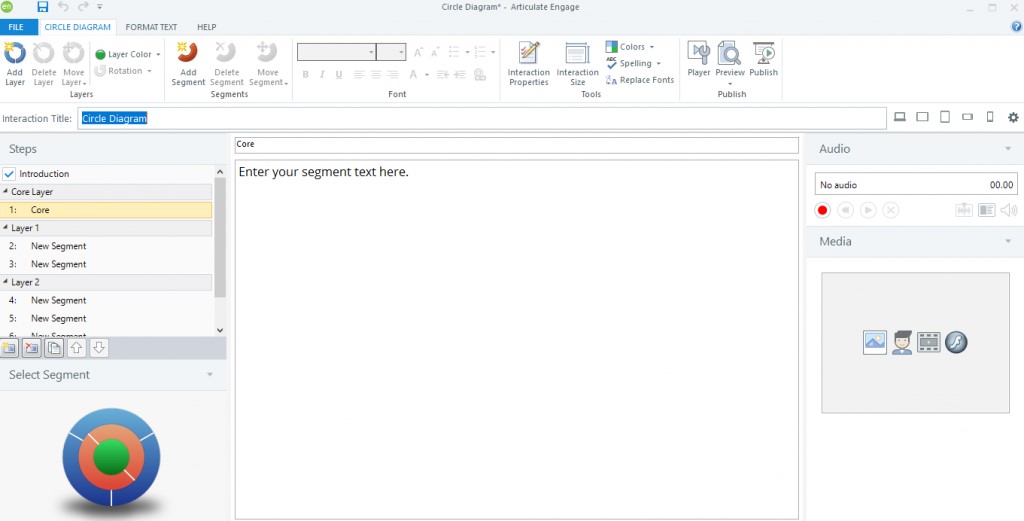 en
Circle Diagram* - Articulate Engage
FILE
CIRCLE DIAGRAM
FORMAT TEXT
HELP
Add Layer
Delete Layer
Move Layer
Layer Color
Rotation
Layers
Add Segment
Delete Segment
Move Segment
Segments
B I U S
A
Font
Interaction Properties
Interaction Size
Colors
ABC
Spelling
Replace Fonts
Tools
Player
Preview
Publish
Publish
Interaction Title: Circle Diagram
Steps
Introduction
Core Layer
1: Core
Layer 1
2: New Segment
3: New Segment
Layer 2
4: New Segment
5: New Segment
6: New Segment
Select Segment
Core
Enter your segment text here.
Audio
No audio 00.00
Media